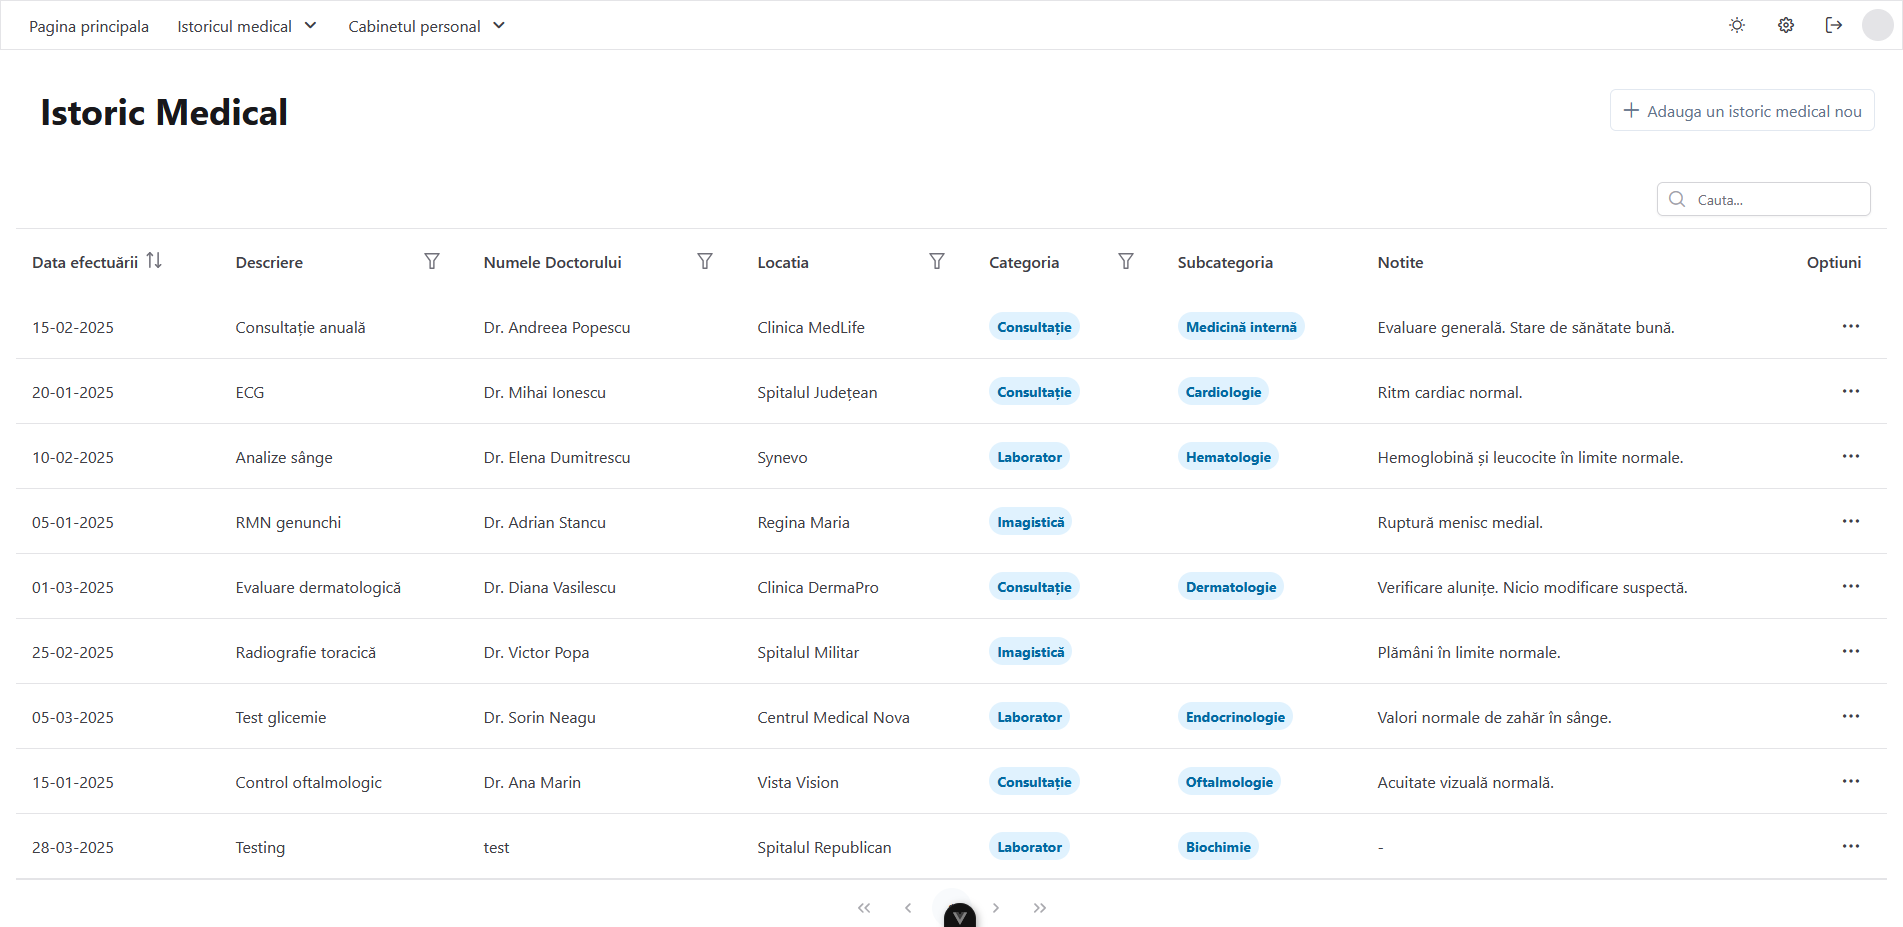 Pagina principala Istoricul medical Cabinetul personal
Istoric Medical
Adauga un istoric medical nou
Cauta...
Data efectuării Descriere Numele Doctorului Locatia Categoria Subcategoria Notite Optiuni
15-02-2025 Consultație anuală Dr. Andreea Popescu Clinica MedLife Consultație Medicină internă Evaluare generală. Stare de sănătate bună.
20-01-2025 ECG Dr. Mihai Ionescu Spitalul Județean Consultație Cardiologie Ritm cardiac normal.
10-02-2025 Analize sânge Dr. Elena Dumitrescu Synevo Laborator Hematologie Hemoglobină și leucocite în limite normale.
05-01-2025 RMN genunchi Dr. Adrian Stancu Regina Maria Imagistică Ruptură menisc medial.
01-03-2025 Evaluare dermatologică Dr. Diana Vasilescu Clinica DermaPro Consultație Dermatologie Verificare alunițe. Nicio modificare suspectă.
25-02-2025 Radiografie toracică Dr. Victor Popa Spitalul Militar Imagistică Plămâni în limite normale.
05-03-2025 Test glicemie Dr. Sorin Neagu Centrul Medical Nova Laborator Endocrinologie Valori normale de zahăr în sânge.
15-01-2025 Control oftalmologic Dr. Ana Marin Vista Vision Consultație Oftalmologie Acuitate vizuală normală.
28-03-2025 Testing test Spitalul Republican Laborator Biochimie -